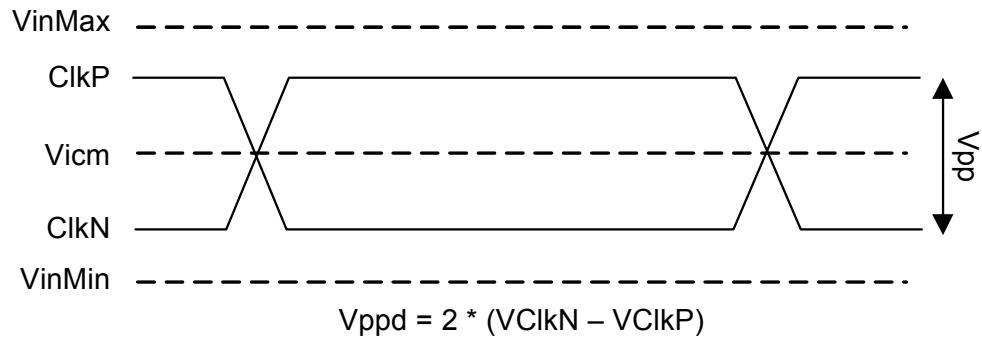 VinMax
ClkP
Vicm
Vpp
ClkN
VinMin
Vppd = 2 * (VClkN – VClkP)